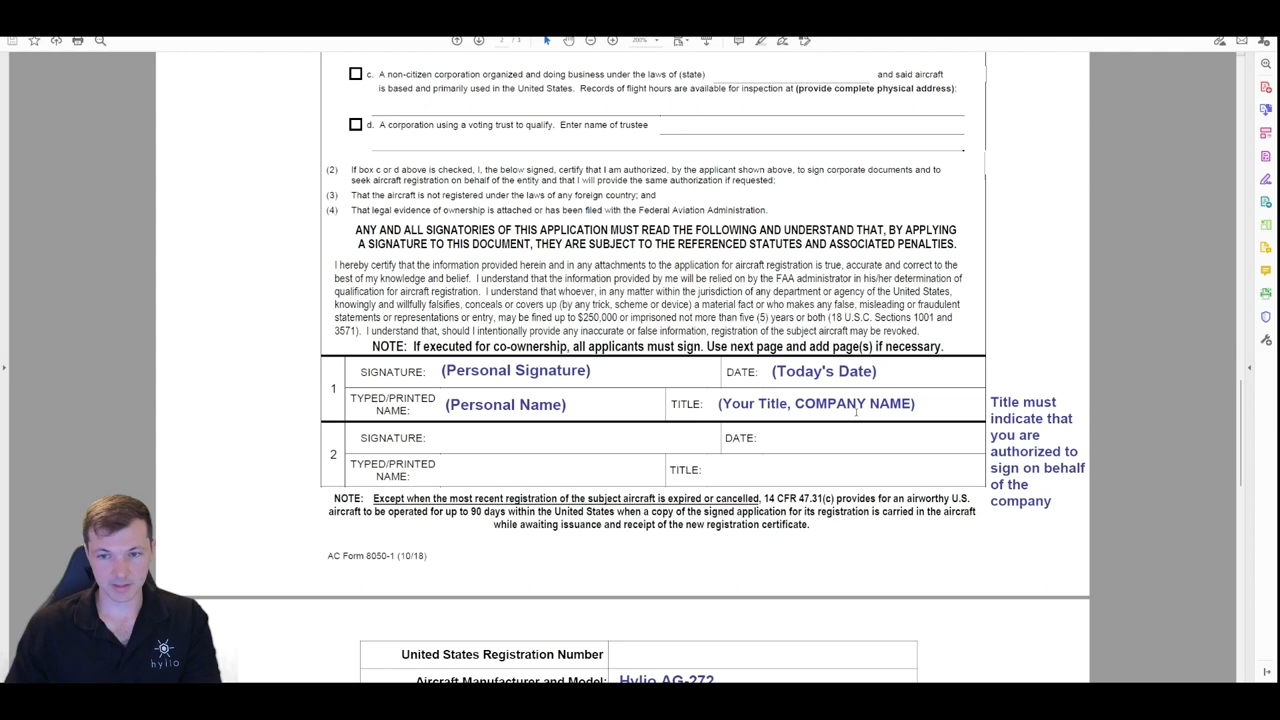 2
200%
c. A non-citizen corporation organized and doing business under the laws of (state) and said aircraft
is based and primarily used in the United States. Records of flight hours are available for inspection at (provide complete physical address):
d. A corporation using a voting trust to qualify. Enter name of trustee
(2) If box c or d above is checked, I, the below signed, certify that I am authorized, by the applicant shown above, to sign corporate documents and to
seek aircraft registration on behalf of the entity and that I will provide the same authorization if requested;
(3) That the aircraft is not registered under the laws of any foreign country; and
(4) That legal evidence of ownership is attached or has been filed with the Federal Aviation Administration.
ANY AND ALL SIGNATORIES OF THIS APPLICATION MUST READ THE FOLLOWING AND UNDERSTAND THAT, BY APPLYING
A SIGNATURE TO THIS DOCUMENT, THEY ARE SUBJECT TO THE REFERENCED STATUTES AND ASSOCIATED PENALTIES.
I hereby certify that the information provided herein and in any attachments to the application for aircraft registration is true, accurate and correct to the
best of my knowledge and belief. I understand that the information provided by me will be relied on by the FAA administrator in his/her determination of
qualification for aircraft registration. I understand that whoever, in any matter within the jurisdiction of any department or agency of the United States,
knowingly and willfully falsifies, conceals or covers up (by any trick, scheme or device) a material fact or who makes any false, misleading or fraudulent
statements or representations or entry, may be fined up to $250,000 or imprisoned not more than five (5) years or both (18 U.S.C. Sections 1001 and
3571). I understand that, should I intentionally provide any inaccurate or false information, registration of the subject aircraft may be revoked.
NOTE: If executed for co-ownership, all applicants must sign. Use next page and add page(s) if necessary.
1
SIGNATURE: (Personal Signature) DATE: (Today's Date)
TYPED/PRINTED
NAME: (Personal Name) TITLE: (Your Title, COMPANY NAME)
Title must
indicate that
you are
authorized to
sign on behalf
of the
company
2
SIGNATURE: DATE:
TYPED/PRINTED
NAME: TITLE:
NOTE: Except when the most recent registration of the subject aircraft is expired or cancelled, 14 CFR 47.31(c) provides for an airworthy U.S.
aircraft to be operated for up to 90 days within the United States when a copy of the signed application for its registration is carried in the aircraft
while awaiting issuance and receipt of the new registration certificate.
AC Form 8050-1 (10/18)
hylio
United States Registration Number
Aircraft Manufacturer and Model: Hylio AG-272